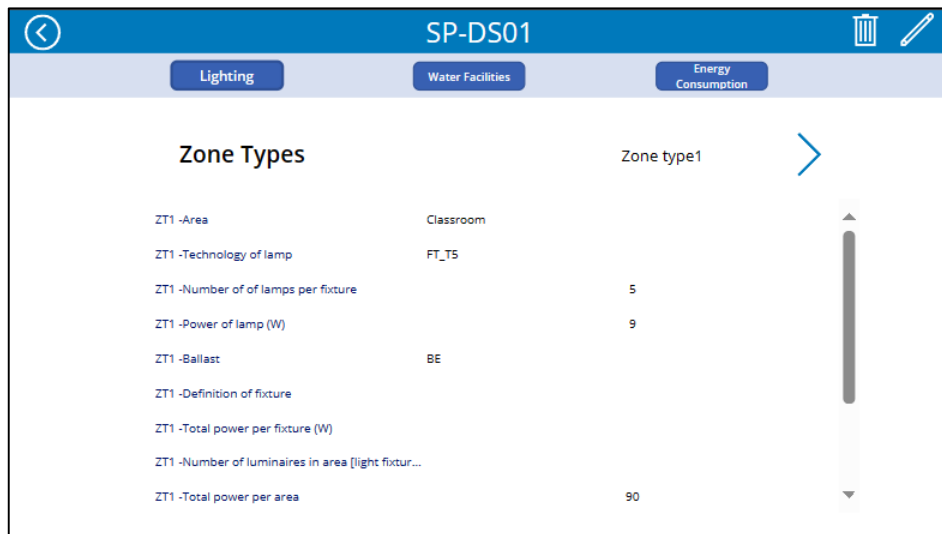 SP-DS01
Lighting
Water Facilities
Energy
Consumption
Zone Types
Zone type1
ZT1 -Area Classroom
ZT1 -Technology of lamp FT_T5
ZT1 -Number of of lamps per fixture 5
ZT1 -Power of lamp (W) 9
ZT1 -Ballast BE
ZT1 -Definition of fixture
ZT1 -Total power per fixture (W)
ZT1 -Number of luminaires in area [light fixtur...
ZT1 -Total power per area 90